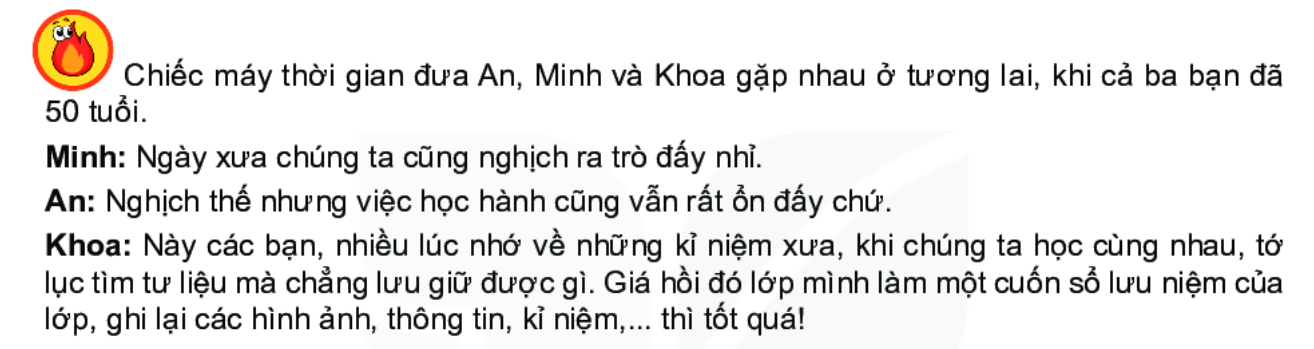 Chiếc máy thời gian đưa An, Minh và Khoa gặp nhau ở tương lai, khi cả ba bạn đã
50 tuổi.
Minh: Ngày xưa chúng ta cũng nghịch ra trò đấy nhỉ.
An: Nghịch thế nhưng việc học hành cũng vẫn rất ổn đấy chứ.
Khoa: Này các bạn, nhiều lúc nhớ về những kỉ niệm xưa, khi chúng ta học cùng nhau, tớ
lục tìm tư liệu mà chẳng lưu giữ được gì. Giá hồi đó lớp mình làm một cuốn sổ lưu niệm của
lớp, ghi lại các hình ảnh, thông tin, kỉ niệm,... thì tốt quá!